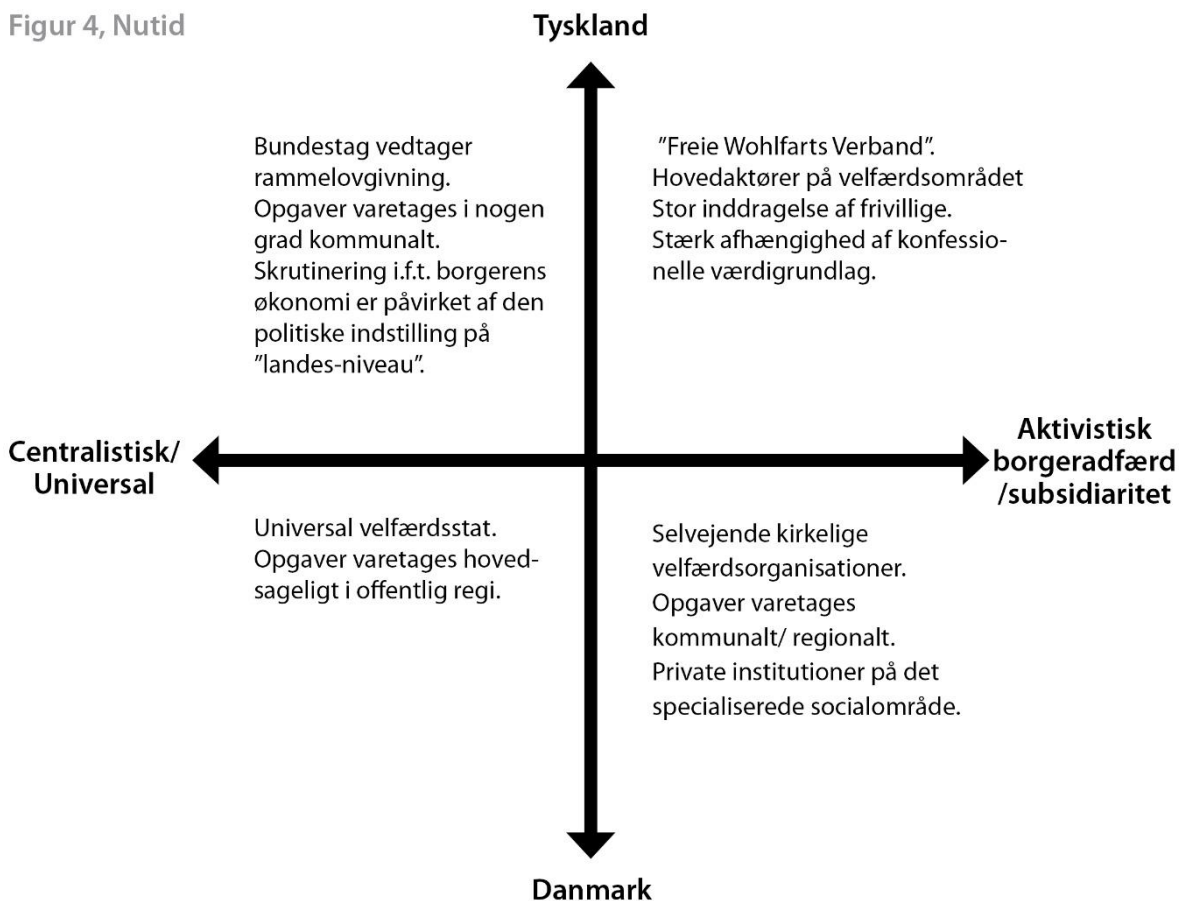 Figur 4, Nutid
Tyskland
Bundestag vedtager
rammelovgivning.
Opgaver varetages i nogen
grad kommunalt.
Skrutinering i.f.t. borgerens
økonomi er påvirket af den
politiske indstilling på
”landes-niveau”.
”Freie Wohlfarts Verband”.
Hovedaktører på velfærdsområdet
Stor inddragelse af frivillige.
Stærk afhængighed af konfessio-
nelle værdigrundlag.
Centralistisk/
Universal
Aktivistisk
borgeradfærd
/subsidiaritet
Universal velfærdsstat.
Opgaver varetages hoved-
sageligt i offentlig regi.
Selvejende kirkelige
velfærdsorganisationer.
Opgaver varetages
kommunalt/ regionalt.
Private institutioner på det
specialiserede socialområde.
Danmark